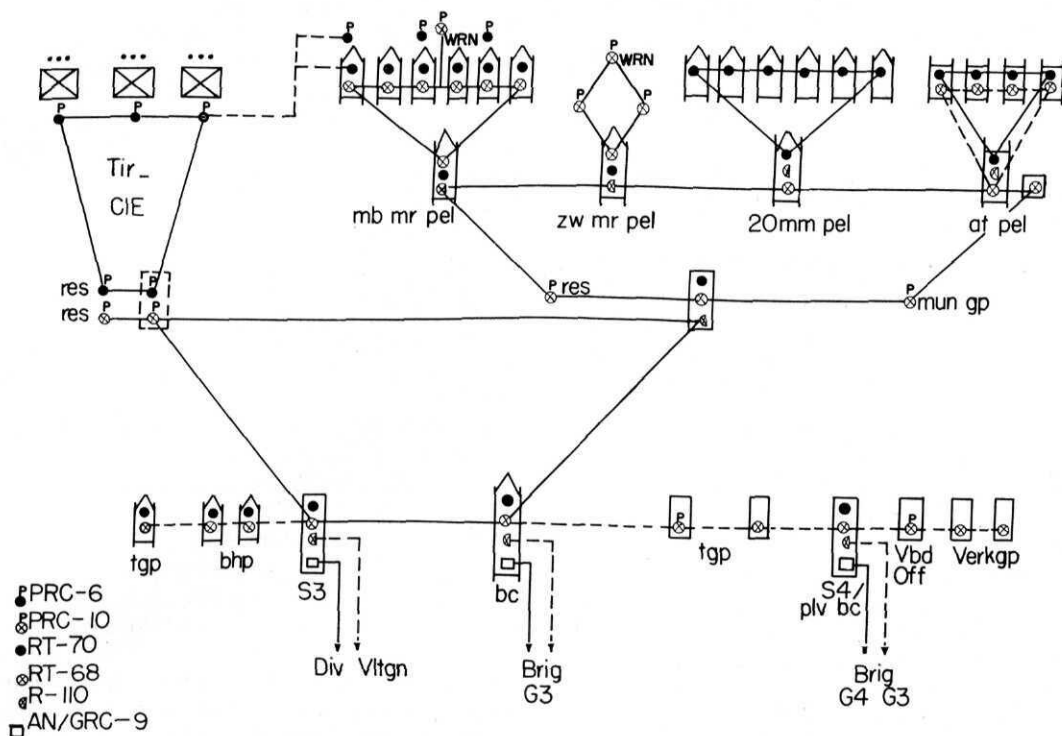 P P P P
WRN
P WRN
P P
P P P
Tir_
CIE
mb mr pel zw mr pel 20mm pel at pel
res P P
res P P
P res
P mun gp
P
P
tgp bhp S3 bc tgp S4/ Vbd Verkgp
plv bc Off
Div Vltgn Brig Brig
G3 G4 G3
P PRC-6
P PRC-10
RT-70
RT-68
R-110
AN/GRC-9